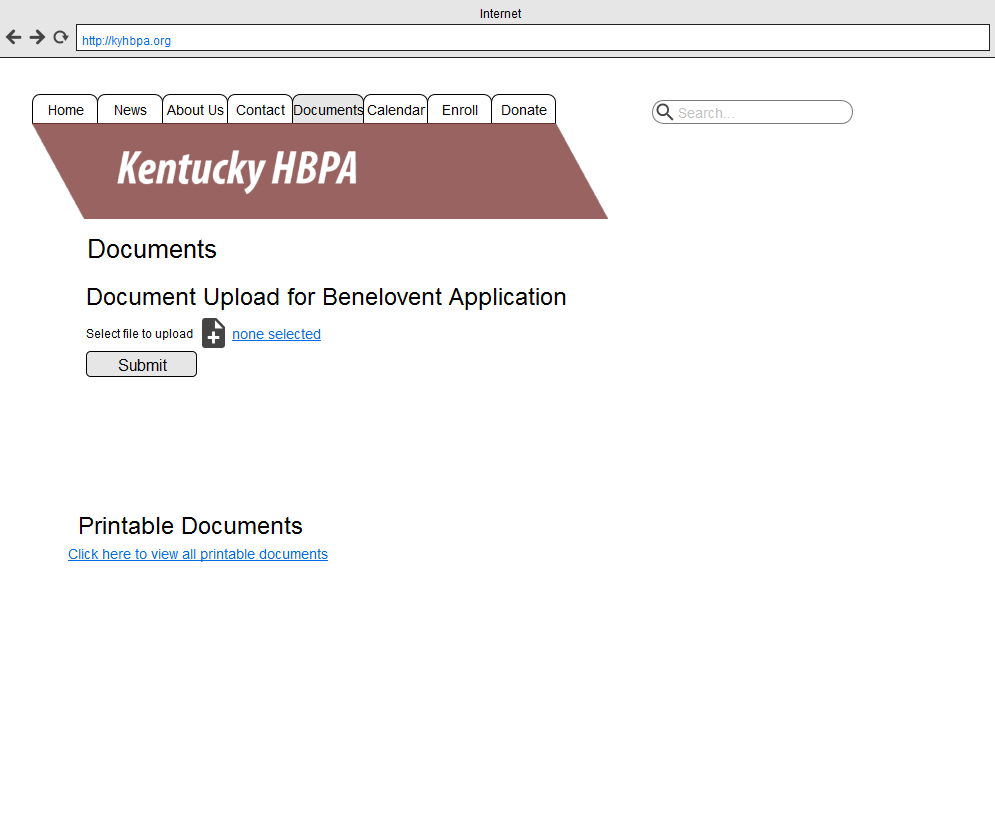 Internet
http://kyhbpa.org
Home News About Us Contact Documents Calendar Enroll Donate
Search...
Kentucky HBPA
Documents
Document Upload for Benelovent Application
Select file to upload none selected
Submit
Printable Documents
Click here to view all printable documents